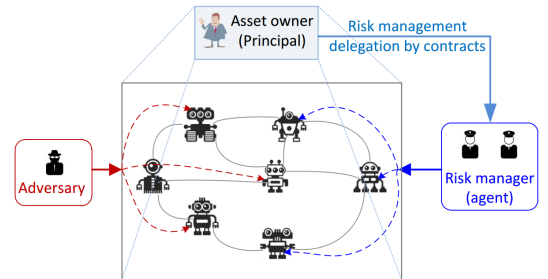 Asset owner
(Principal)
Risk management
delegation by contracts
Adversary
Risk manager
(agent)